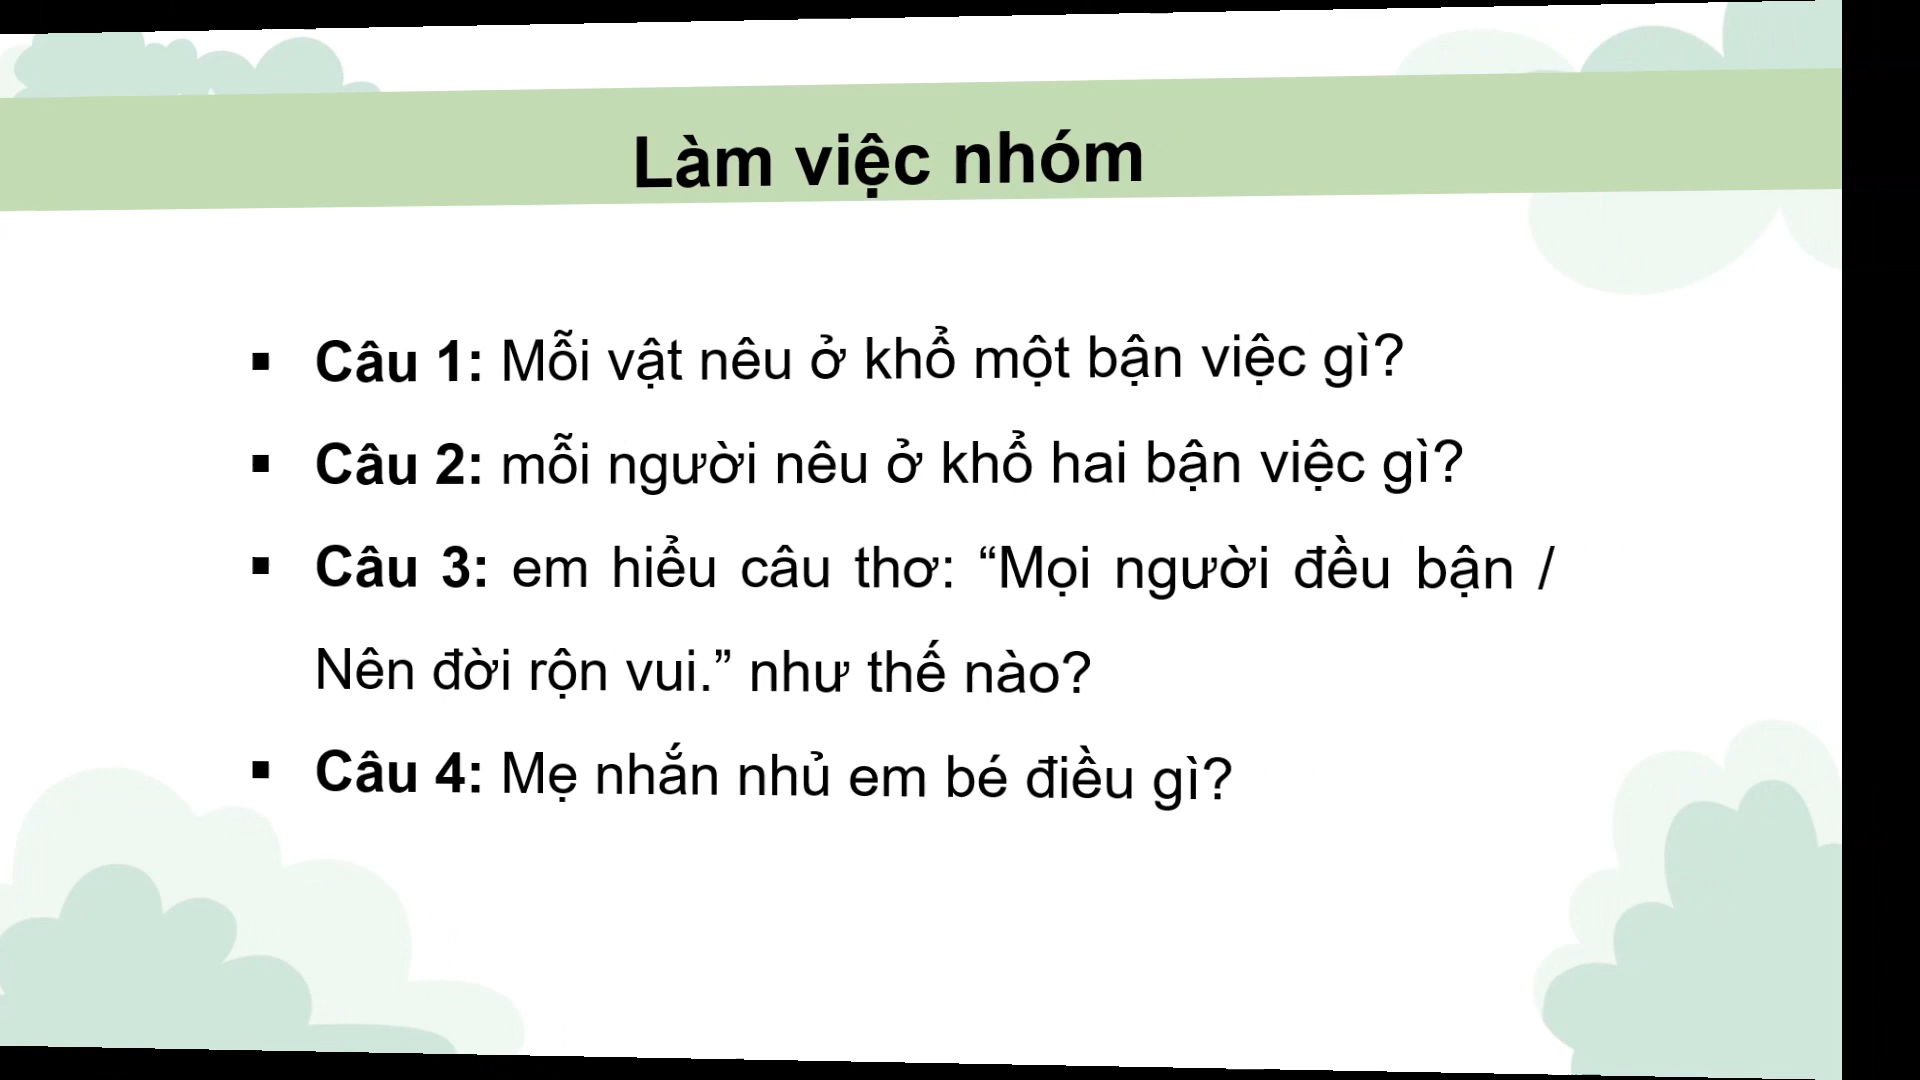 Làm việc nhóm
▪ Câu 1: Mỗi vật nêu ở khổ một bận việc gì?
▪ Câu 2: mỗi người nêu ở khổ hai bận việc gì?
▪ Câu 3: em hiểu câu thơ: “Mọi người đều bận /
Nên đời rộn vui.” như thế nào?
▪ Câu 4: Mẹ nhắn nhủ em bé điều gì?